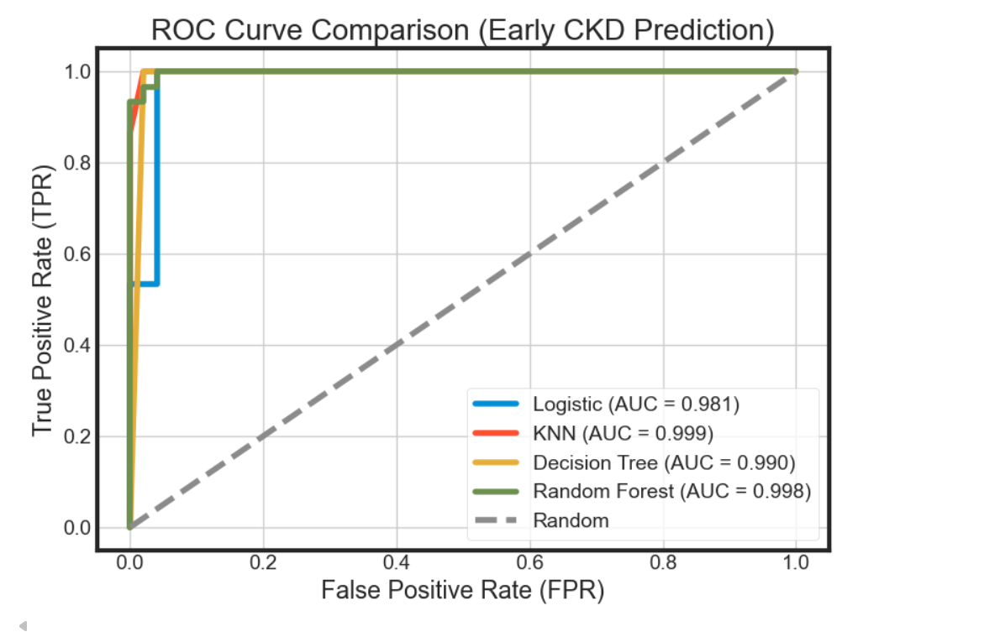 ROC Curve Comparison (Early CKD Prediction)
True Positive Rate (TPR)
1.0
0.8
0.6
0.4
0.2
0.0
Logistic (AUC = 0.981)
KNN (AUC = 0.999)
Decision Tree (AUC = 0.990)
Random Forest (AUC = 0.998)
Random
0.0 0.2 0.4 0.6 0.8 1.0
False Positive Rate (FPR)